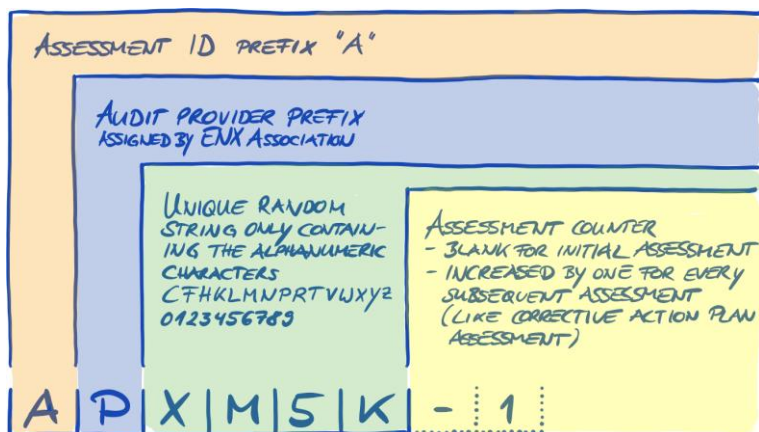 ASSESSMENT ID PREFIX "A"
AUDIT PROVIDER PREFIX
ASSIGNED BY ENX ASSOCIATION
UNIQUE RANDOM
STRING ONLY CONTAIN-
ING THE ALPHANUMERIC
CHARACTERS
CFHKLMNPRTVWXYZ
0123456789
ASSESSMENT COUNTER
- BLANK FOR INITIAL ASSESSMENT
- INCREASED BY ONE FOR EVERY
SUBSEQUENT ASSESSMENT
(LIKE CORRECTIVE ACTION PLAN
ASSESSMENT)
A|P|X|M|5|K|-|1